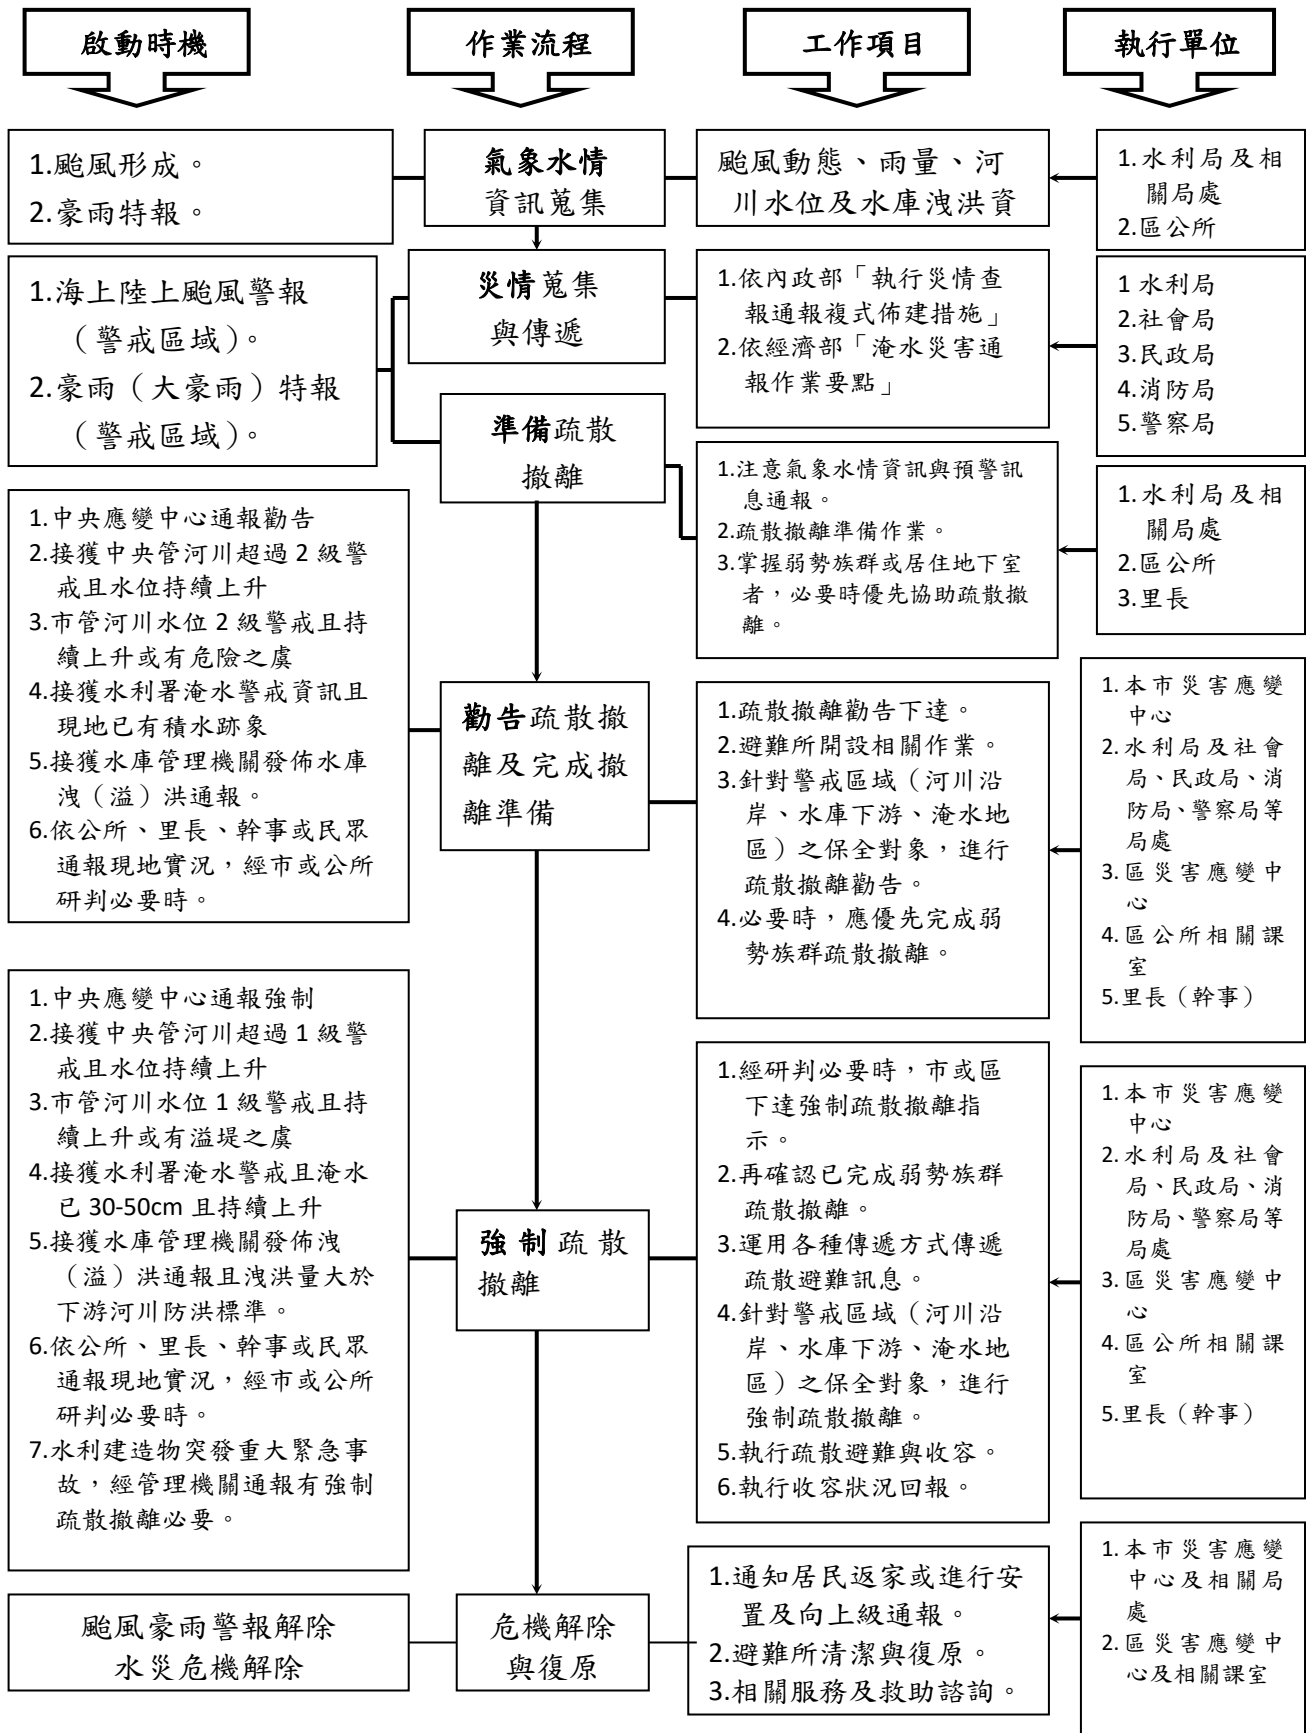 啟動時機
作業流程
工作項目
執行單位
1.颱風形成。
2.豪雨特報。
氣象水情
資訊蒐集
颱風動態、雨量、河
川水位及水庫洩洪資
1.水利局及相
關局處
2.區公所
1.海上陸上颱風警報
（警戒區域）。
2.豪雨（大豪雨）特報
（警戒區域）。
災情蒐集
與傳遞
1.依內政部「執行災情查
報通報複式佈建措施」
2.依經濟部「淹水災害通
報作業要點」
1 水利局
2.社會局
3.民政局
4.消防局
5.警察局
準備疏散
撤離
1.注意氣象水情資訊與預警訊
息通報。
2.疏散撤離準備作業。
3.掌握弱勢族群或居住地下室
者，必要時優先協助疏散撤
離。
1.水利局及相
關局處
2.區公所
3.里長
1.中央應變中心通報勸告
2.接獲中央管河川超過 2 級警
戒且水位持續上升
3.市管河川水位 2 級警戒且持
續上升或有危險之虞
4.接獲水利署淹水警戒資訊且
現地已有積水跡象
5.接獲水庫管理機關發佈水庫
洩（溢）洪通報。
6.依公所、里長、幹事或民眾
通報現地實況，經市或公所
研判必要時。
勸告疏散撤
離及完成撤
離準備
1.疏散撤離勸告下達。
2.避難所開設相關作業。
3.針對警戒區域（河川沿
岸、水庫下游、淹水地
區）之保全對象，進行
疏散撤離勸告。
4.必要時，應優先完成弱
勢族群疏散撤離。
1.本市災害應變
中心
2.水利局及社會
局、民政局、消
防局、警察局等
局處
3.區災害應變中
心
4.區公所相關課
室
5.里長（幹事）
1.中央應變中心通報強制
2.接獲中央管河川超過 1 級警
戒且水位持續上升
3.市管河川水位 1 級警戒且持
續上升或有溢堤之虞
4.接獲水利署淹水警戒且淹水
已 30-50cm 且持續上升
5.接獲水庫管理機關發佈洩
（溢）洪通報且洩洪量大於
下游河川防洪標準。
6.依公所、里長、幹事或民眾
通報現地實況，經市或公所
研判必要時。
7.水利建造物突發重大緊急事
故，經管理機關通報有強制
疏散撤離必要。
強制疏散
撤離
1.經研判必要時，市或區
下達強制疏散撤離指
示。
2.再確認已完成弱勢族群
疏散撤離。
3.運用各種傳遞方式傳遞
疏散避難訊息。
4.針對警戒區域（河川沿
岸、水庫下游、淹水地
區）之保全對象，進行
強制疏散撤離。
5.執行疏散避難與收容。
6.執行收容狀況回報。
1.本市災害應變
中心
2.水利局及社會
局、民政局、消
防局、警察局等
局處
3.區災害應變中
心
4.區公所相關課
室
5.里長（幹事）
颱風豪雨警報解除
水災危機解除
危機解除
與復原
1.通知居民返家或進行安
置及向上級通報。
2.避難所清潔與復原。
3.相關服務及救助諮詢。
1.本市災害應變
中心及相關局
處
2.區災害應變中
心及相關課室